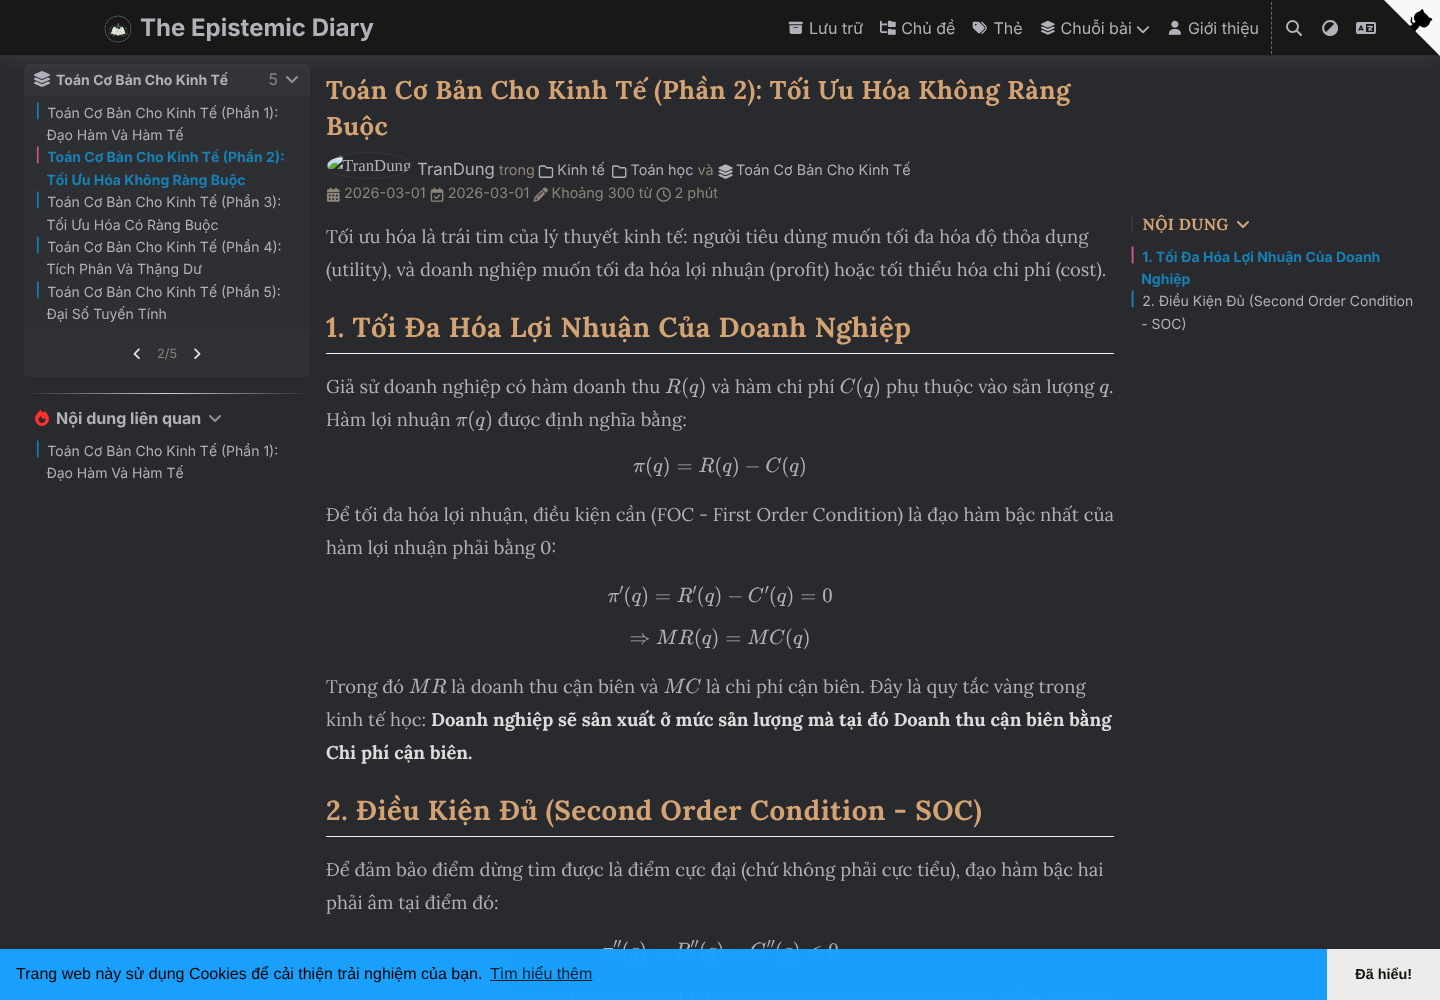 The Epistemic Diary
Lưu trữ
Chủ đề
Thẻ
Chuỗi bài
Giới thiệu
Toán Cơ Bản Cho Kinh Tế 5
Toán Cơ Bản Cho Kinh Tế (Phần 1):
Đạo Hàm Và Hàm Tế
Toán Cơ Bản Cho Kinh Tế (Phần 2):
Tối Ưu Hóa Không Ràng Buộc
Toán Cơ Bản Cho Kinh Tế (Phần 3):
Tối Ưu Hóa Có Ràng Buộc
Toán Cơ Bản Cho Kinh Tế (Phần 4):
Tích Phân Và Thặng Dư
Toán Cơ Bản Cho Kinh Tế (Phần 5):
Đại Số Tuyến Tính
2/5
Nội dung liên quan
Toán Cơ Bản Cho Kinh Tế (Phần 1):
Đạo Hàm Và Hàm Tế
Toán Cơ Bản Cho Kinh Tế (Phần 2): Tối Ưu Hóa Không Ràng
Buộc
TranDung TranDung trong Kinh tế Toán học và Toán Cơ Bản Cho Kinh Tế
2026-03-01 2026-03-01 Khoảng 300 từ 2 phút
Tối ưu hóa là trái tim của lý thuyết kinh tế: người tiêu dùng muốn tối đa hóa độ thỏa dụng
(utility), và doanh nghiệp muốn tối đa hóa lợi nhuận (profit) hoặc tối thiểu hóa chi phí (cost).
1. Tối Đa Hóa Lợi Nhuận Của Doanh Nghiệp
Giả sử doanh nghiệp có hàm doanh thu R(q) và hàm chi phí C(q) phụ thuộc vào sản lượng q.
Hàm lợi nhuận π(q) được định nghĩa bằng:
π(q) = R(q) − C(q)
Để tối đa hóa lợi nhuận, điều kiện cần (FOC - First Order Condition) là đạo hàm bậc nhất của
hàm lợi nhuận phải bằng 0:
π′(q) = R′(q) − C′(q) = 0
⇒ MR(q) = MC(q)
Trong đó MR là doanh thu cận biên và MC là chi phí cận biên. Đây là quy tắc vàng trong
kinh tế học: Doanh nghiệp sẽ sản xuất ở mức sản lượng mà tại đó Doanh thu cận biên bằng
Chi phí cận biên.
2. Điều Kiện Đủ (Second Order Condition - SOC)
Để đảm bảo điểm dừng tìm được là điểm cực đại (chứ không phải cực tiểu), đạo hàm bậc hai
phải âm tại điểm đó:
π″(q) = R″(q) − C″(q) < 0
NỘI DUNG
1. Tối Đa Hóa Lợi Nhuận Của Doanh
Nghiệp
2. Điều Kiện Đủ (Second Order Condition
- SOC)
Trang web này sử dụng Cookies để cải thiện trải nghiệm của bạn. Tìm hiểu thêm
Đã hiểu!